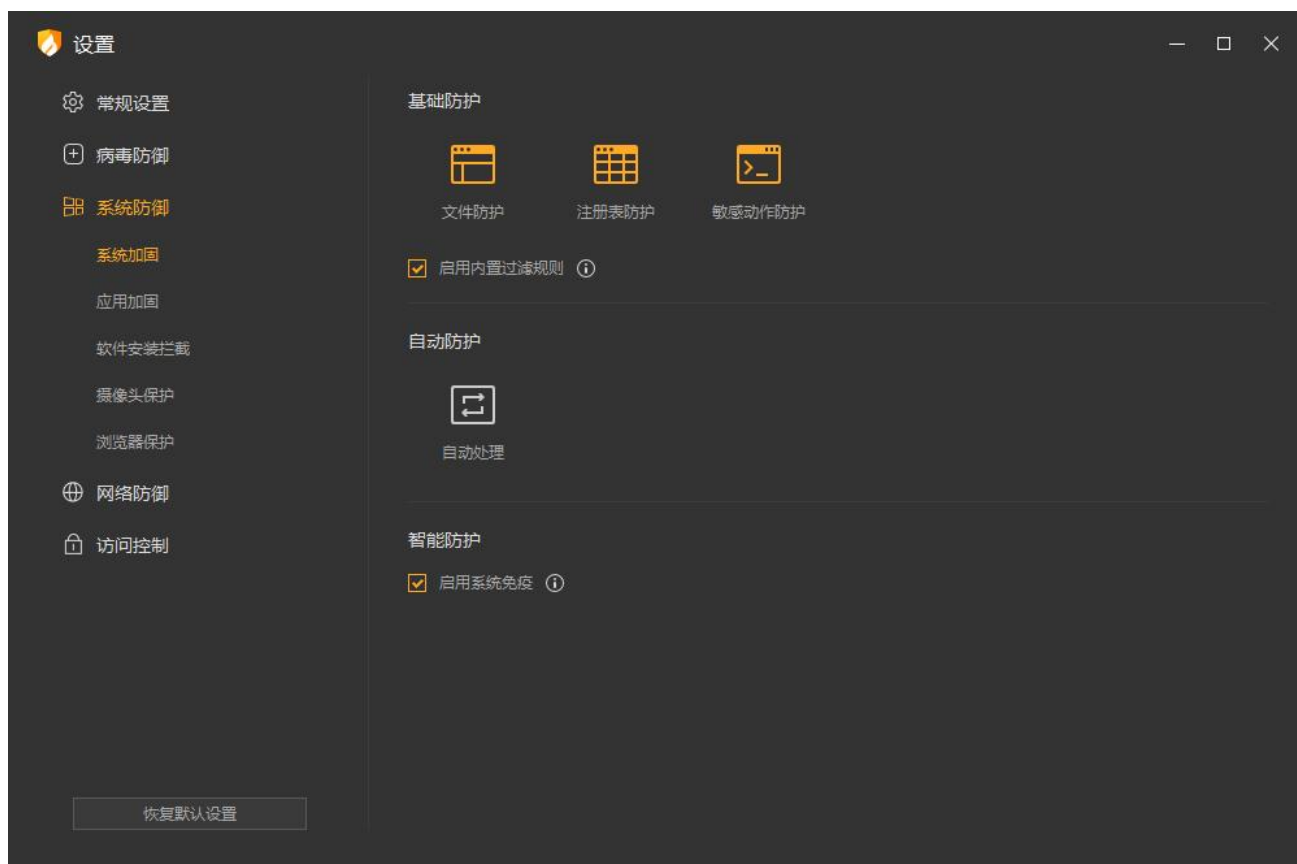 设置
常规设置
病毒防御
系统防御
系统加固
应用加固
软件安装拦截
摄像头保护
浏览器保护
网络防御
访问控制
恢复默认设置
基础防护
文件防护
注册表防护
敏感动作防护
启用内置过滤规则
自动防护
自动处理
智能防护
启用系统免疫